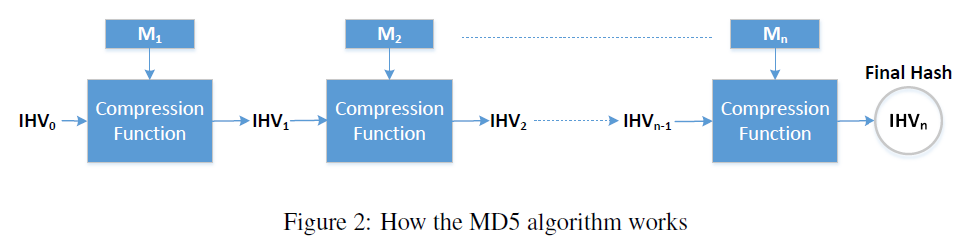 M₁
M₂
Mₙ
Final Hash
IHV₀
Compression
Function
IHV₁
Compression
Function
IHV₂
IHVₙ₋₁
Compression
Function
IHVₙ
Figure 2: How the MD5 algorithm works